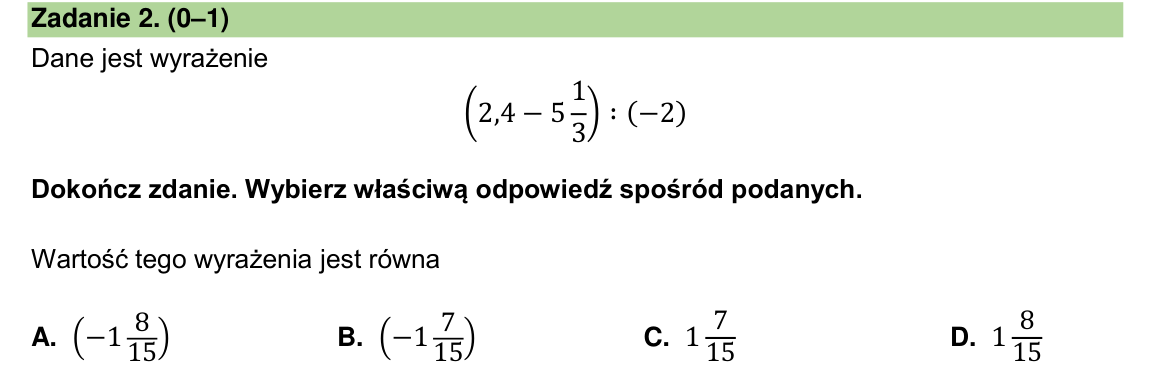 Zadanie 2. (0–1)
Dane jest wyrażenie
(2,4 − 5 1/3) : (−2)
Dokończ zdanie. Wybierz właściwą odpowiedź spośród podanych.
Wartość tego wyrażenia jest równa
A. (−1 8/15) B. (−1 7/15) C. 1 7/15 D. 1 8/15